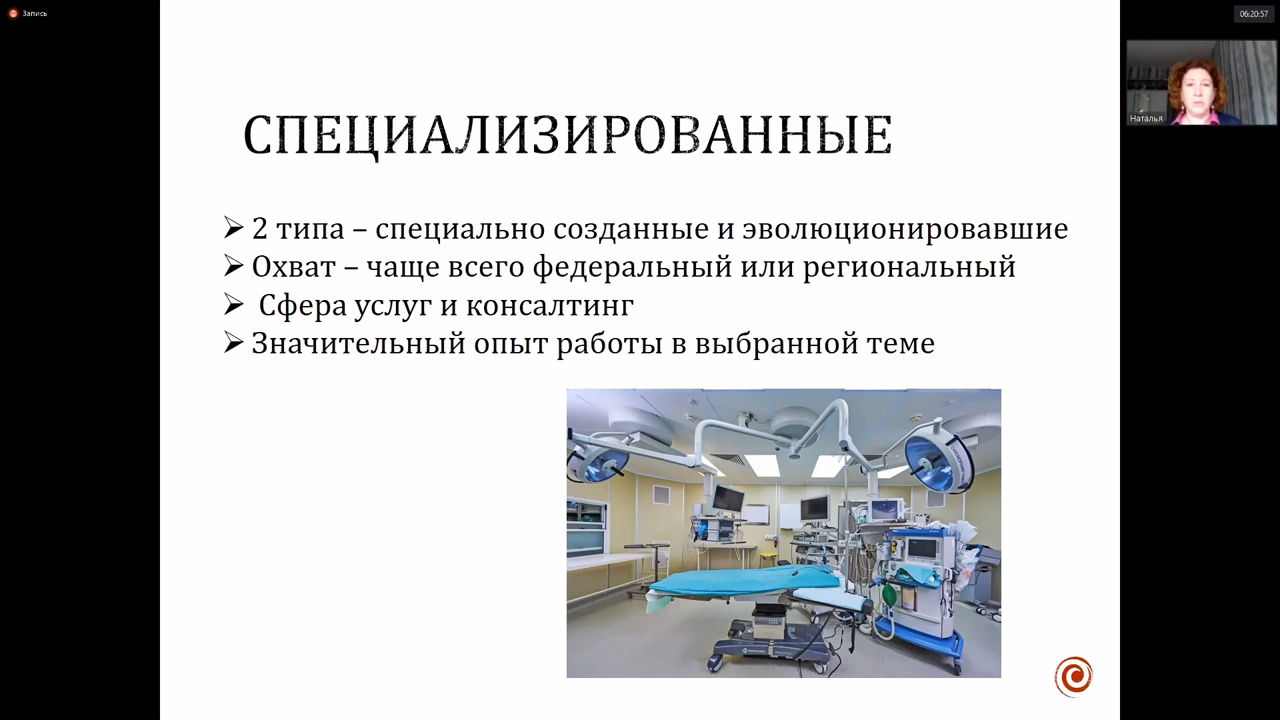 Запись
06:20:57
Наталья
СПЕЦИАЛИЗИРОВАННЫЕ
2 типа – специально созданные и эволюционировавшие
Охват – чаще всего федеральный или региональный
Сфера услуг и консалтинг
Значительный опыт работы в выбранной теме